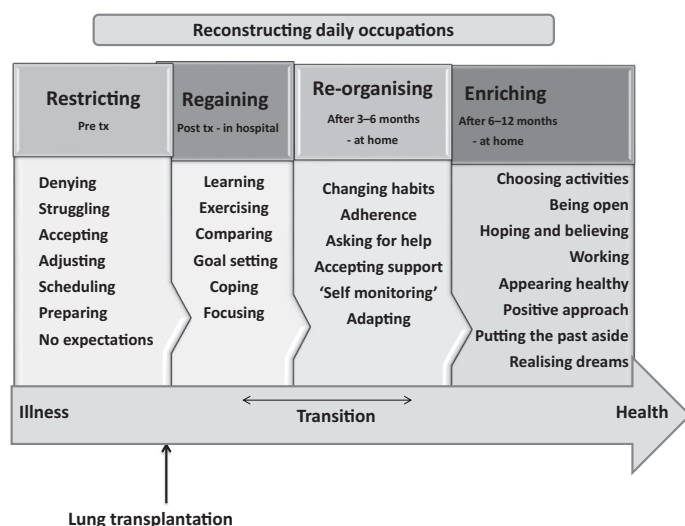 Reconstructing daily occupations
Restricting
Pre tx
Denying
Struggling
Accepting
Adjusting
Scheduling
Preparing
No expectations
Regaining
Post tx - in hospital
Learning
Exercising
Comparing
Goal setting
Coping
Focusing
Re-organising
After 3–6 months
- at home
Changing habits
Adherence
Asking for help
Accepting support
‘Self monitoring’
Adapting
Enriching
After 6–12 months
- at home
Choosing activities
Being open
Hoping and believing
Working
Appearing healthy
Positive approach
Putting the past aside
Realising dreams
Illness
Transition
Health
Lung transplantation